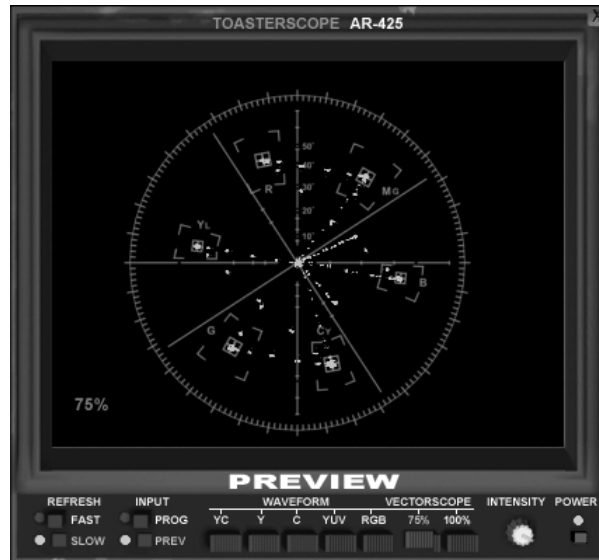 TOASTERSCOPE AR-425
50
40
30
20
10
R
MG
YL
B
G
CY
75%
PREVIEW
REFRESH INPUT WAVEFORM VECTORSCOPE INTENSITY POWER
FAST PROG YC Y C YUV RGB 75% 100%
SLOW PREV